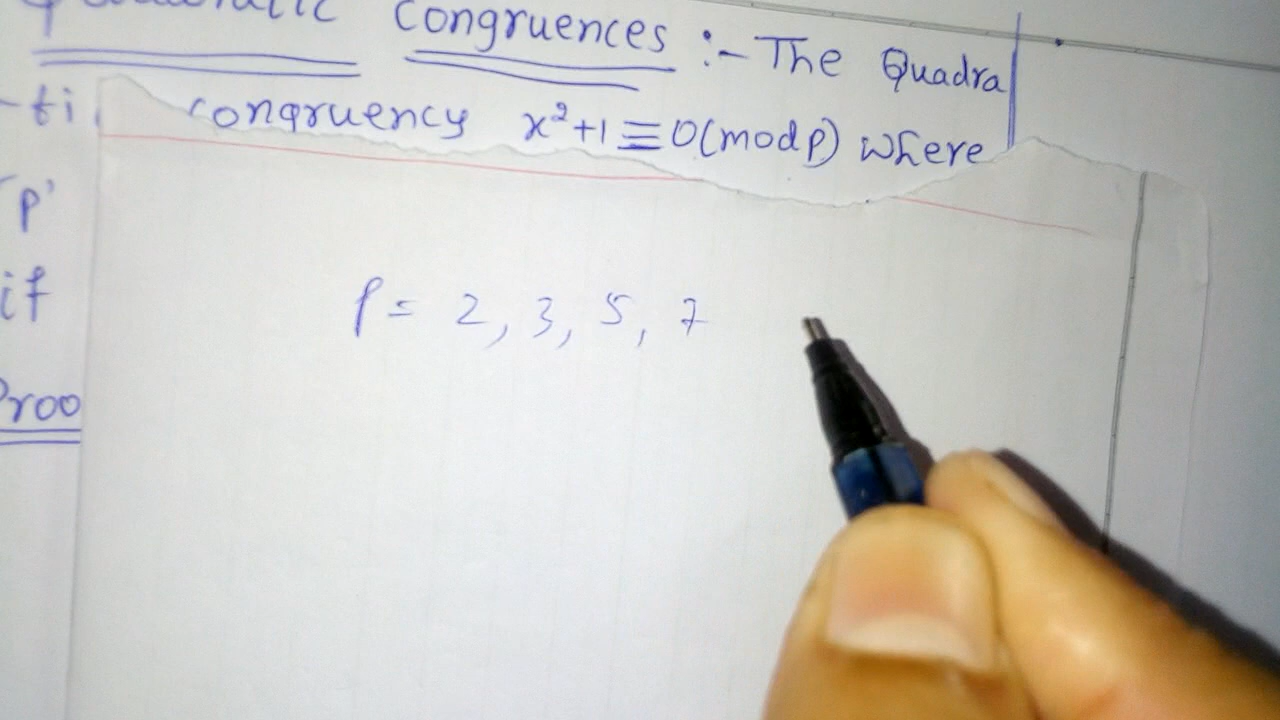 Congruences :- The Quadra
-ti congruency x²+1≡0(mod p) where
'p'
if
Proo
p = 2, 3, 5, 7